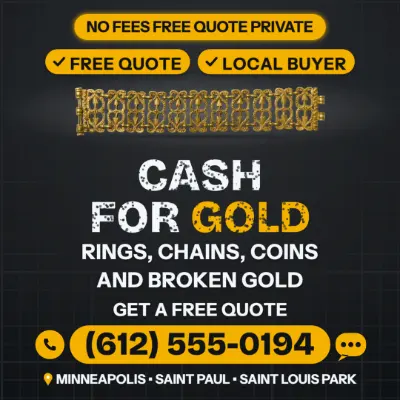 NO FEES FREE QUOTE PRIVATE
FREE QUOTE LOCAL BUYER
CASH
FOR GOLD
RINGS, CHAINS, COINS
AND BROKEN GOLD
GET A FREE QUOTE
(612) 555-0194
MINNEAPOLIS • SAINT PAUL • SAINT LOUIS PARK